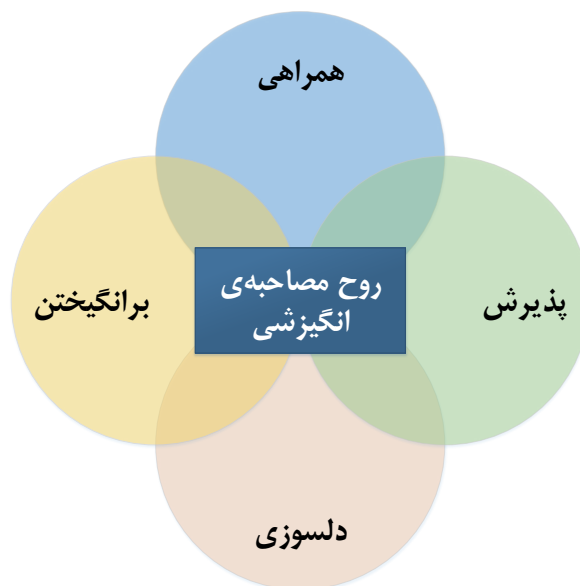 همراهی
برانگیختن
روح مصاحبه‌ی
انگیزشی
پذیرش
دلسوزی